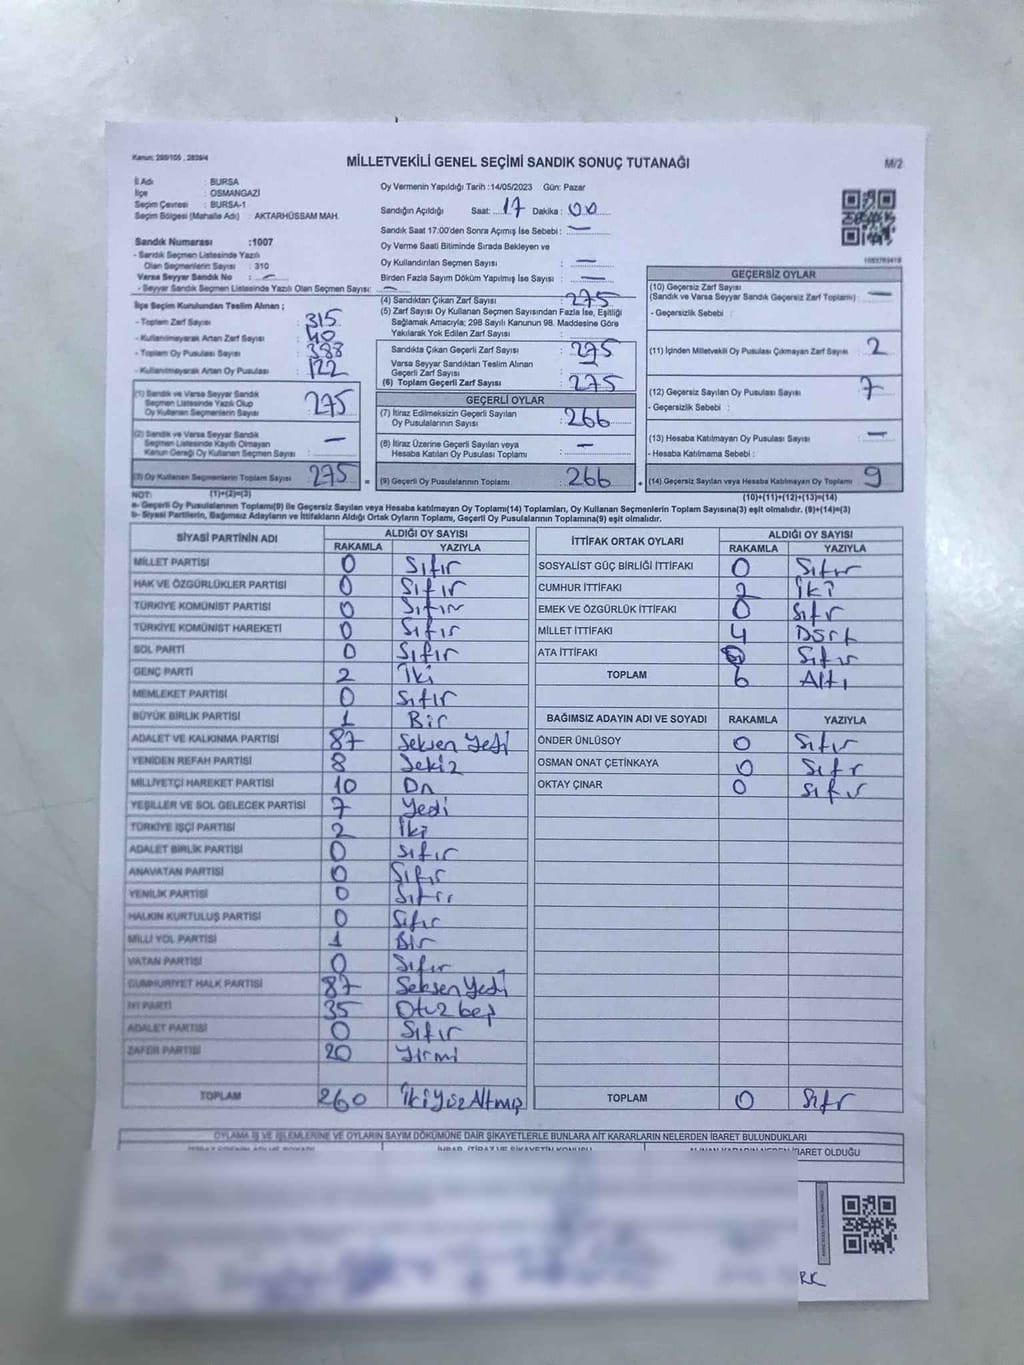 Kanun: 298/105 , 2839/4
MİLLETVEKİLİ GENEL SEÇİMİ SANDIK SONUÇ TUTANAĞI
M/2
İl Adı : BURSA
İlçe : OSMANGAZİ
Seçim Çevresi : BURSA-1
Seçim Bölgesi (Mahalle Adı) : AKTARHÜSSAM MAH.
Sandık Numarası :1007
- Sandık Seçmen Listesinde Yazılı
Olan Seçmenlerin Sayısı : 310
Varsa Seyyar Sandık No : —
- Seyyar Sandık Seçmen Listesinde Yazılı Olan Seçmen Sayısı: —
İlçe Seçim Kurulundan Teslim Alınan ;
- Toplam Zarf Sayısı : 315
- Kullanılmayarak Artan Zarf Sayısı : 40
- Toplam Oy Pusulası Sayısı : 388
- Kullanılmayarak Artan Oy Pusulası : 122
(1) Sandık ve Varsa Seyyar Sandık
Seçmen Listesinde Yazılı Olup
Oy Kullanan Seçmenlerin Sayısı : 275
(2) Sandık ve Varsa Seyyar Sandık
Seçmen Listesinde Kayıtlı Olmayan
Kanun Gereği Oy Kullanan Seçmen Sayısı : —
(3) Oy Kullanan Seçmenlerin Toplam Sayısı : 275
Oy Vermenin Yapıldığı Tarih :14/05/2023 Gün: Pazar
Sandığın Açıldığı Saat: 17 Dakika : 00
Sandık Saat 17:00'den Sonra Açımış İse Sebebi : —
Oy Verme Saati Bitiminde Sırada Bekleyen ve
Oy Kullandırılan Seçmen Sayısı : —
Birden Fazla Sayım Döküm Yapılmış İse Sayısı : —
(4) Sandıktan Çıkan Zarf Sayısı : 275
(5) Zarf Sayısı Oy Kullanan Seçmen Sayısından Fazla İse, Eşitliği
Sağlamak Amacıyla; 298 Sayılı Kanunun 98. Maddesine Göre
Yakılarak Yok Edilen Zarf Sayısı :
Sandıkta Çıkan Geçerli Zarf Sayısı : 275
Varsa Seyyar Sandıktan Teslim Alınan
Geçerli Zarf Sayısı : —
(6) Toplam Geçerli Zarf Sayısı : 275
GEÇERLİ OYLAR
(7) İtiraz Edilmeksizin Geçerli Sayılan
Oy Pusulalarının Sayısı : 266
(8) İtiraz Üzerine Geçerli Sayılan veya
Hesaba Katılan Oy Pusulası Toplamı : —
= (9) Geçerli Oy Pusulalarının Toplamı : 266
GEÇERSİZ OYLAR
(10) Geçersiz Zarf Sayısı
(Sandık ve Varsa Seyyar Sandık Geçersiz Zarf Toplamı) : —
- Geçersizlik Sebebi :
(11) İçinden Milletvekili Oy Pusulası Çıkmayan Zarf Sayısı : 2
(12) Geçersiz Sayılan Oy Pusulası Sayısı : 7
- Geçersizlik Sebebi :
(13) Hesaba Katılmayan Oy Pusulası Sayısı : —
- Hesaba Katılmama Sebebi :
+ (14) Geçersiz Sayılan veya Hesaba Katılmayan Oy Toplamı : 9
NOT: (1)+(2)=(3)
(10)+(11)+(12)+(13)=(14)
a- Geçerli Oy Pusulalarının Toplamı(9) ile Geçersiz Sayılan veya Hesaba katılmayan Oy Toplamı(14) Toplamları, Oy Kullanan Seçmenlerin Toplam Sayısına(3) eşit olmalıdır. (9)+(14)=(3)
b- Siyasi Partilerin, Bağımsız Adayların ve İttifakların Aldığı Ortak Oyların Toplamı, Geçerli Oy Pusulalarının Toplamına(9) eşit olmalıdır.
SİYASİ PARTİNİN ADI ALDIĞI OY SAYISI
RAKAMLA YAZIYLA
MİLLET PARTİSİ 0 Sıfır
HAK VE ÖZGÜRLÜKLER PARTİSİ 0 Sıfır
TÜRKİYE KOMÜNİST PARTİSİ 0 Sıfır
TÜRKİYE KOMÜNİST HAREKETİ 0 Sıfır
SOL PARTİ 0 Sıfır
GENÇ PARTİ 2 İki
MEMLEKET PARTİSİ 0 Sıfır
BÜYÜK BİRLİK PARTİSİ 1 Bir
ADALET VE KALKINMA PARTİSİ 87 Seksen Yedi
YENİDEN REFAH PARTİSİ 8 Sekiz
MİLLİYETÇİ HAREKET PARTİSİ 10 On
YEŞİLLER VE SOL GELECEK PARTİSİ 7 Yedi
TÜRKİYE İŞÇİ PARTİSİ 2 İki
ADALET BİRLİK PARTİSİ 0 Sıfır
ANAVATAN PARTİSİ 0 Sıfır
YENİLİK PARTİSİ 0 Sıfır
HALKIN KURTULUŞ PARTİSİ 0 Sıfır
MİLLİ YOL PARTİSİ 1 Bir
VATAN PARTİSİ 0 Sıfır
CUMHURİYET HALK PARTİSİ 87 Seksen Yedi
İYİ PARTİ 35 Otuz beş
ADALET PARTİSİ 0 Sıfır
ZAFER PARTİSİ 20 Yirmi
TOPLAM 260 İki Yüz Altmış
İTTİFAK ORTAK OYLARI ALDIĞI OY SAYISI
RAKAMLA YAZIYLA
SOSYALİST GÜÇ BİRLİĞİ İTTİFAKI 0 Sıfır
CUMHUR İTTİFAKI 2 İki
EMEK VE ÖZGÜRLÜK İTTİFAKI 0 Sıfır
MİLLET İTTİFAKI 4 Dört
ATA İTTİFAKI 0 Sıfır
TOPLAM 6 Altı
BAĞIMSIZ ADAYIN ADI VE SOYADI RAKAMLA YAZIYLA
ÖNDER ÜNLÜSOY 0 Sıfır
OSMAN ONAT ÇETİNKAYA 0 Sıfır
OKTAY ÇINAR 0 Sıfır
TOPLAM 0 Sıfır
OYLAMA İŞ VE İŞLEMLERİNE VE OYLARIN SAYIM DÖKÜMÜNE DAİR ŞİKAYETLERLE BUNLARA AİT KARARLARIN NELERDEN İBARET BULUNDUKLARI
İHBAR, İTİRAZ VE ŞİKAYETİN KONUSU
İBARET OLDUĞU
RK